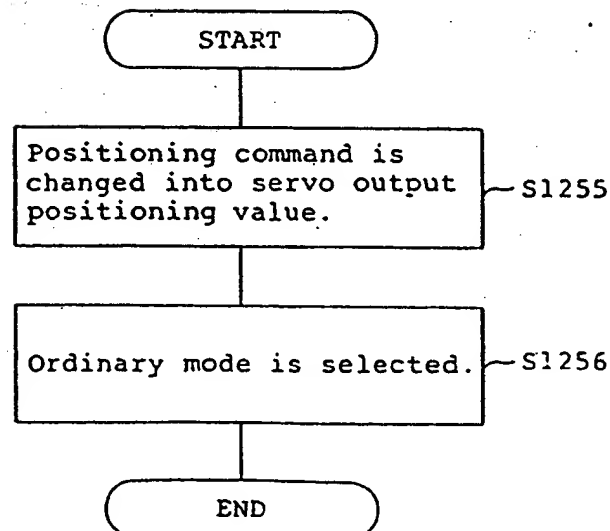 START
Positioning command is
changed into servo output
positioning value.
S1255
Ordinary mode is selected.
S1256
END